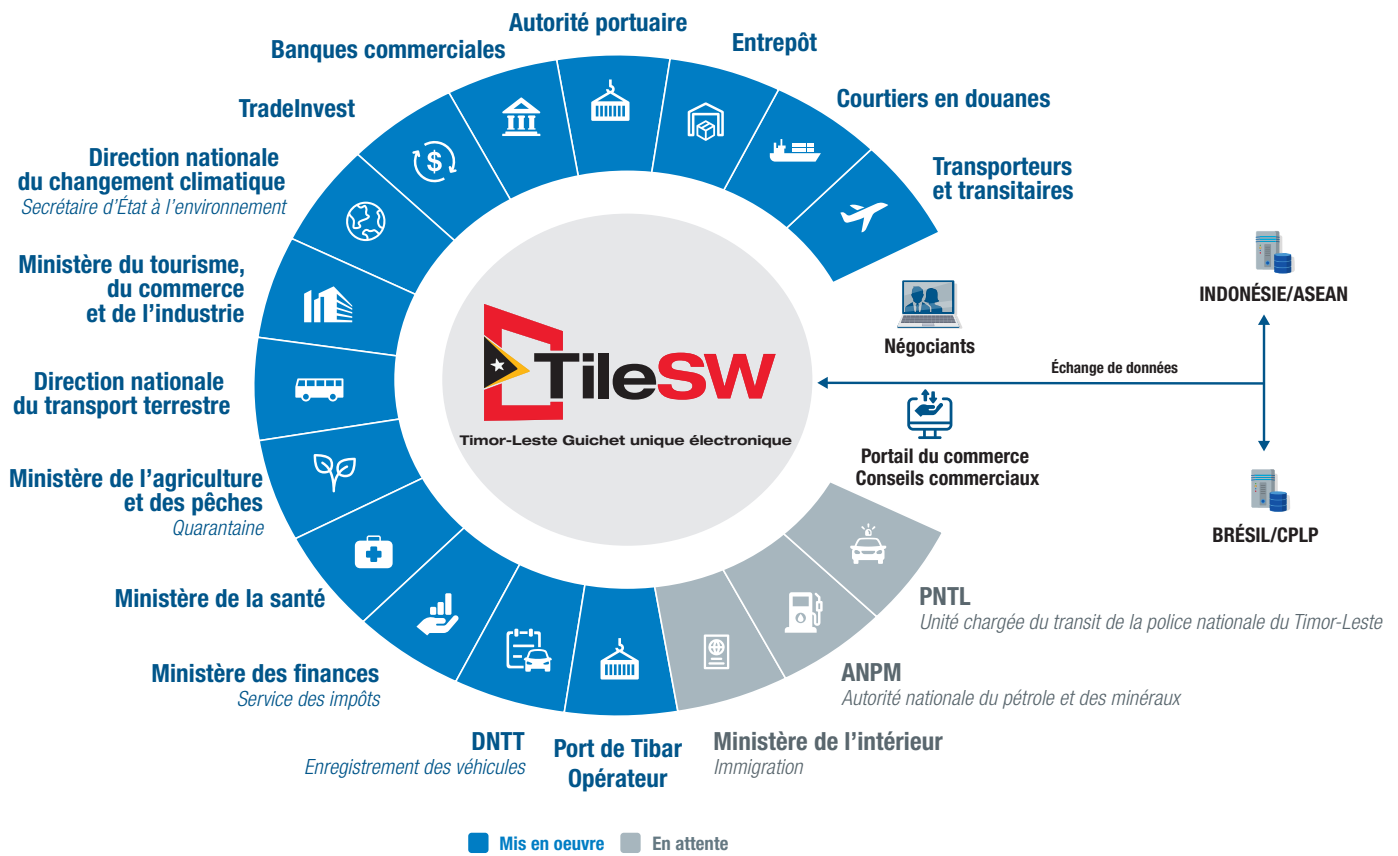 Autorité portuaire
Banques commerciales
Entrepôt
TradeInvest
Courtiers en douanes
Direction nationale
du changement climatique
Secrétaire d'État à l'environnement
Transporteurs
et transitaires
Ministère du tourisme,
du commerce
et de l'industrie
INDONÉSIE/ASEAN
Négociants
Échange de données
Direction nationale
du transport terrestre
TileSW
Timor-Leste Guichet unique électronique
Portail du commerce
Conseils commerciaux
Ministère de l'agriculture
et des pêches
Quarantaine
BRÉSIL/CPLP
Ministère de la santé
PNTL
Unité chargée du transit de la police nationale du Timor-Leste
Ministère des finances
Service des impôts
ANPM
Autorité nationale du pétrole et des minéraux
DNTT
Enregistrement des véhicules
Port de Tibar
Opérateur
Ministère de l'intérieur
Immigration
Mis en oeuvre
En attente